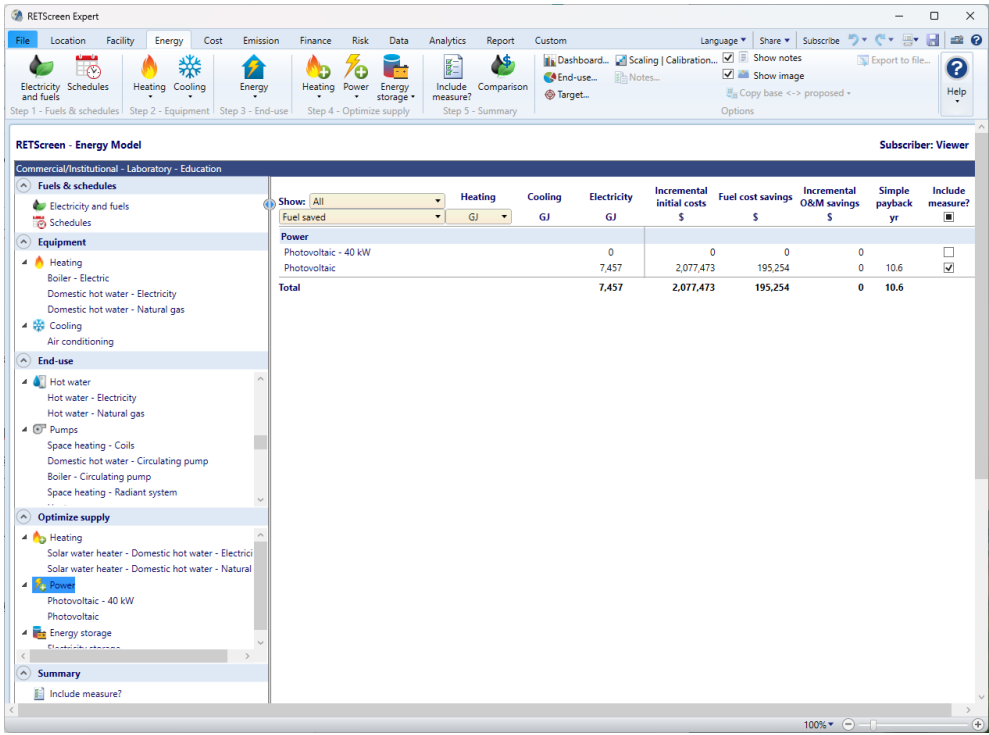 RETScreen Expert
File Location Facility Energy Cost Emission Finance Risk Data Analytics Report Custom Language Share Subscribe
Electricity and fuels Schedules Heating Cooling Energy Heating Power Energy storage Include measure? Comparison
Dashboard... Scaling | Calibration... Show notes Export to file...
End-use... Notes... Show image
Target... Copy base <-> proposed
Help
Step 1 - Fuels & schedules Step 2 - Equipment Step 3 - End-use Step 4 - Optimize supply Step 5 - Summary Options
RETScreen - Energy Model Subscriber: Viewer
Commercial/Institutional - Laboratory - Education
Fuels & schedules
Electricity and fuels
Schedules
Equipment
Heating
Boiler - Electric
Domestic hot water - Electricity
Domestic hot water - Natural gas
Cooling
Air conditioning
End-use
Hot water
Hot water - Electricity
Hot water - Natural gas
Pumps
Space heating - Coils
Domestic hot water - Circulating pump
Boiler - Circulating pump
Space heating - Radiant system
Optimize supply
Heating
Solar water heater - Domestic hot water - Electrici
Solar water heater - Domestic hot water - Natural
Power
Photovoltaic - 40 kW
Photovoltaic
Energy storage
Electricity storage
Summary
Include measure?
Show: All Heating Cooling Electricity Incremental initial costs Fuel cost savings Incremental O&M savings Simple payback Include measure?
Fuel saved GJ GJ GJ $ $ $ yr
Power
Photovoltaic - 40 kW 0 0 0 0
Photovoltaic 7,457 2,077,473 195,254 0 10.6
Total 7,457 2,077,473 195,254 0 10.6
100%